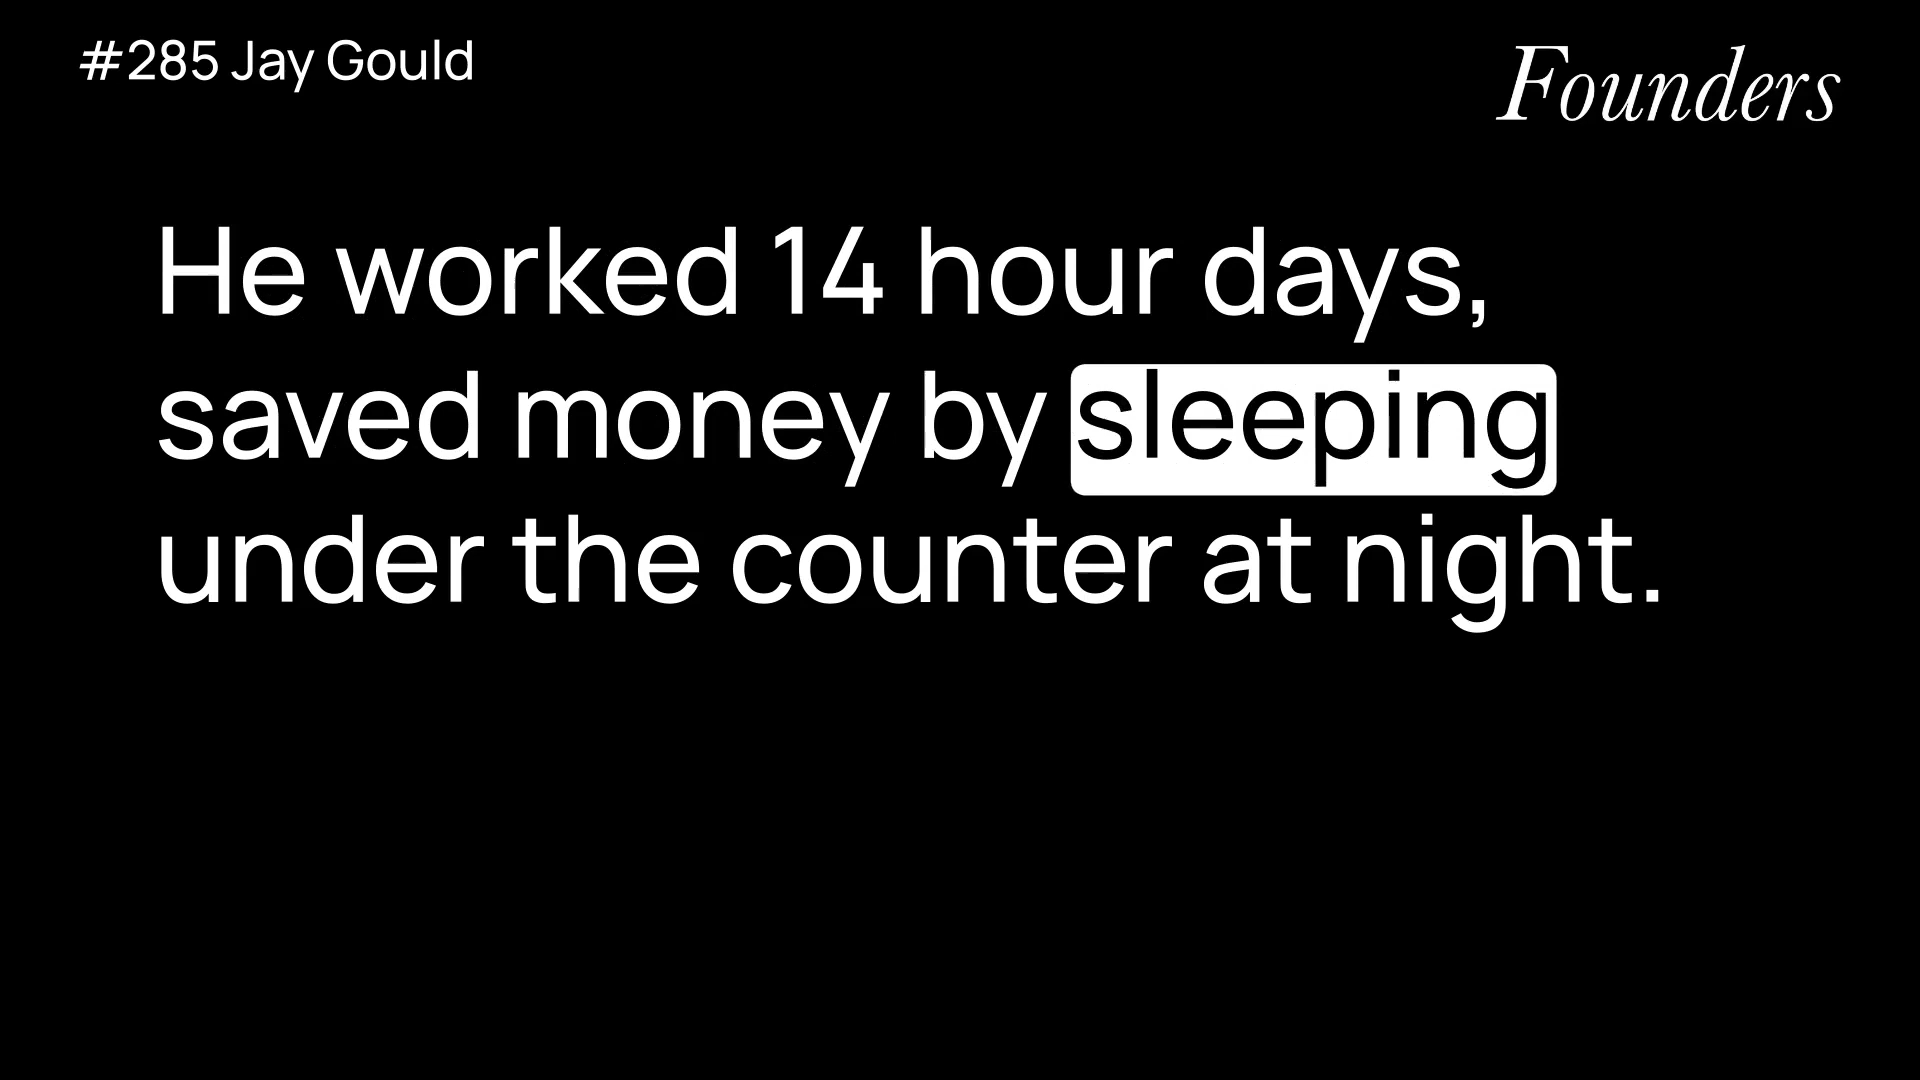 #285 Jay Gould
Founders
He worked 14 hour days,
saved money by sleeping
under the counter at night.